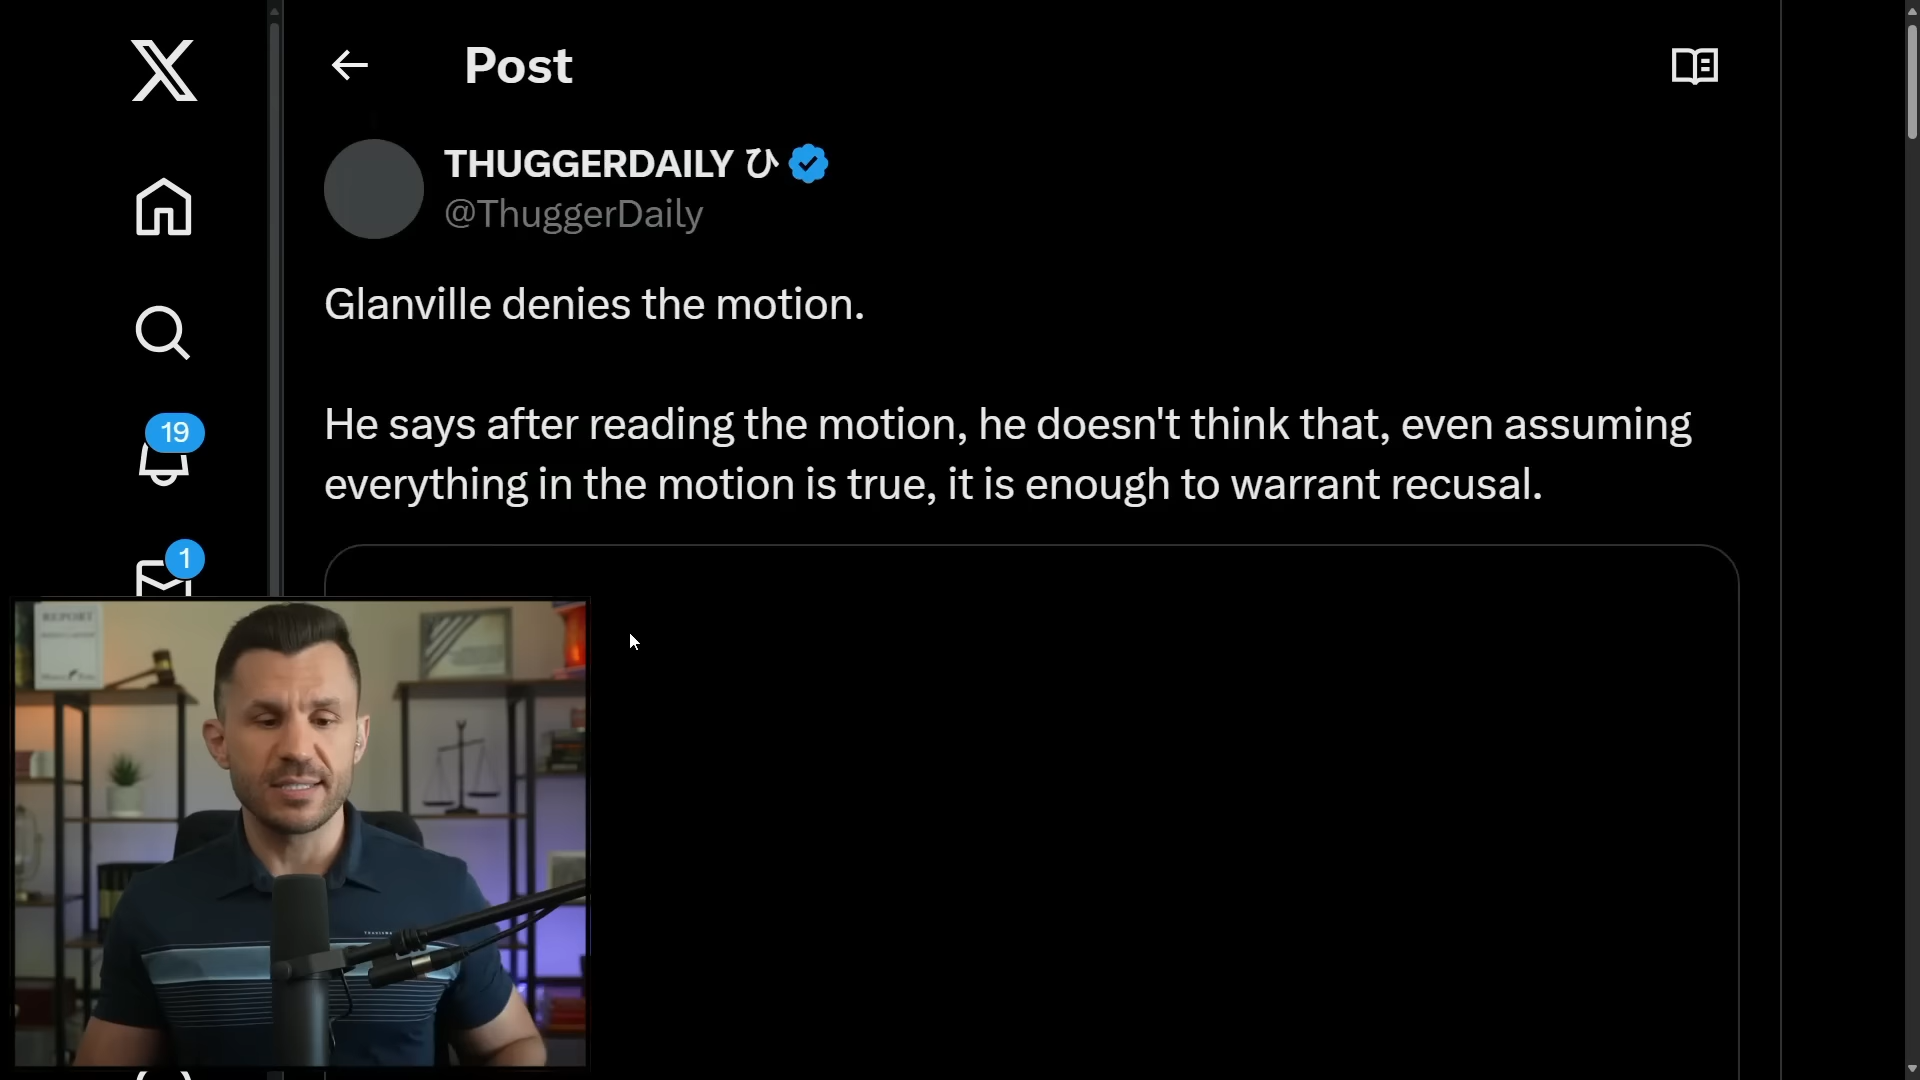 Post
THUGGERDAILY ひ
@ThuggerDaily
Glanville denies the motion.
He says after reading the motion, he doesn't think that, even assuming
everything in the motion is true, it is enough to warrant recusal.
19
1
REPORT